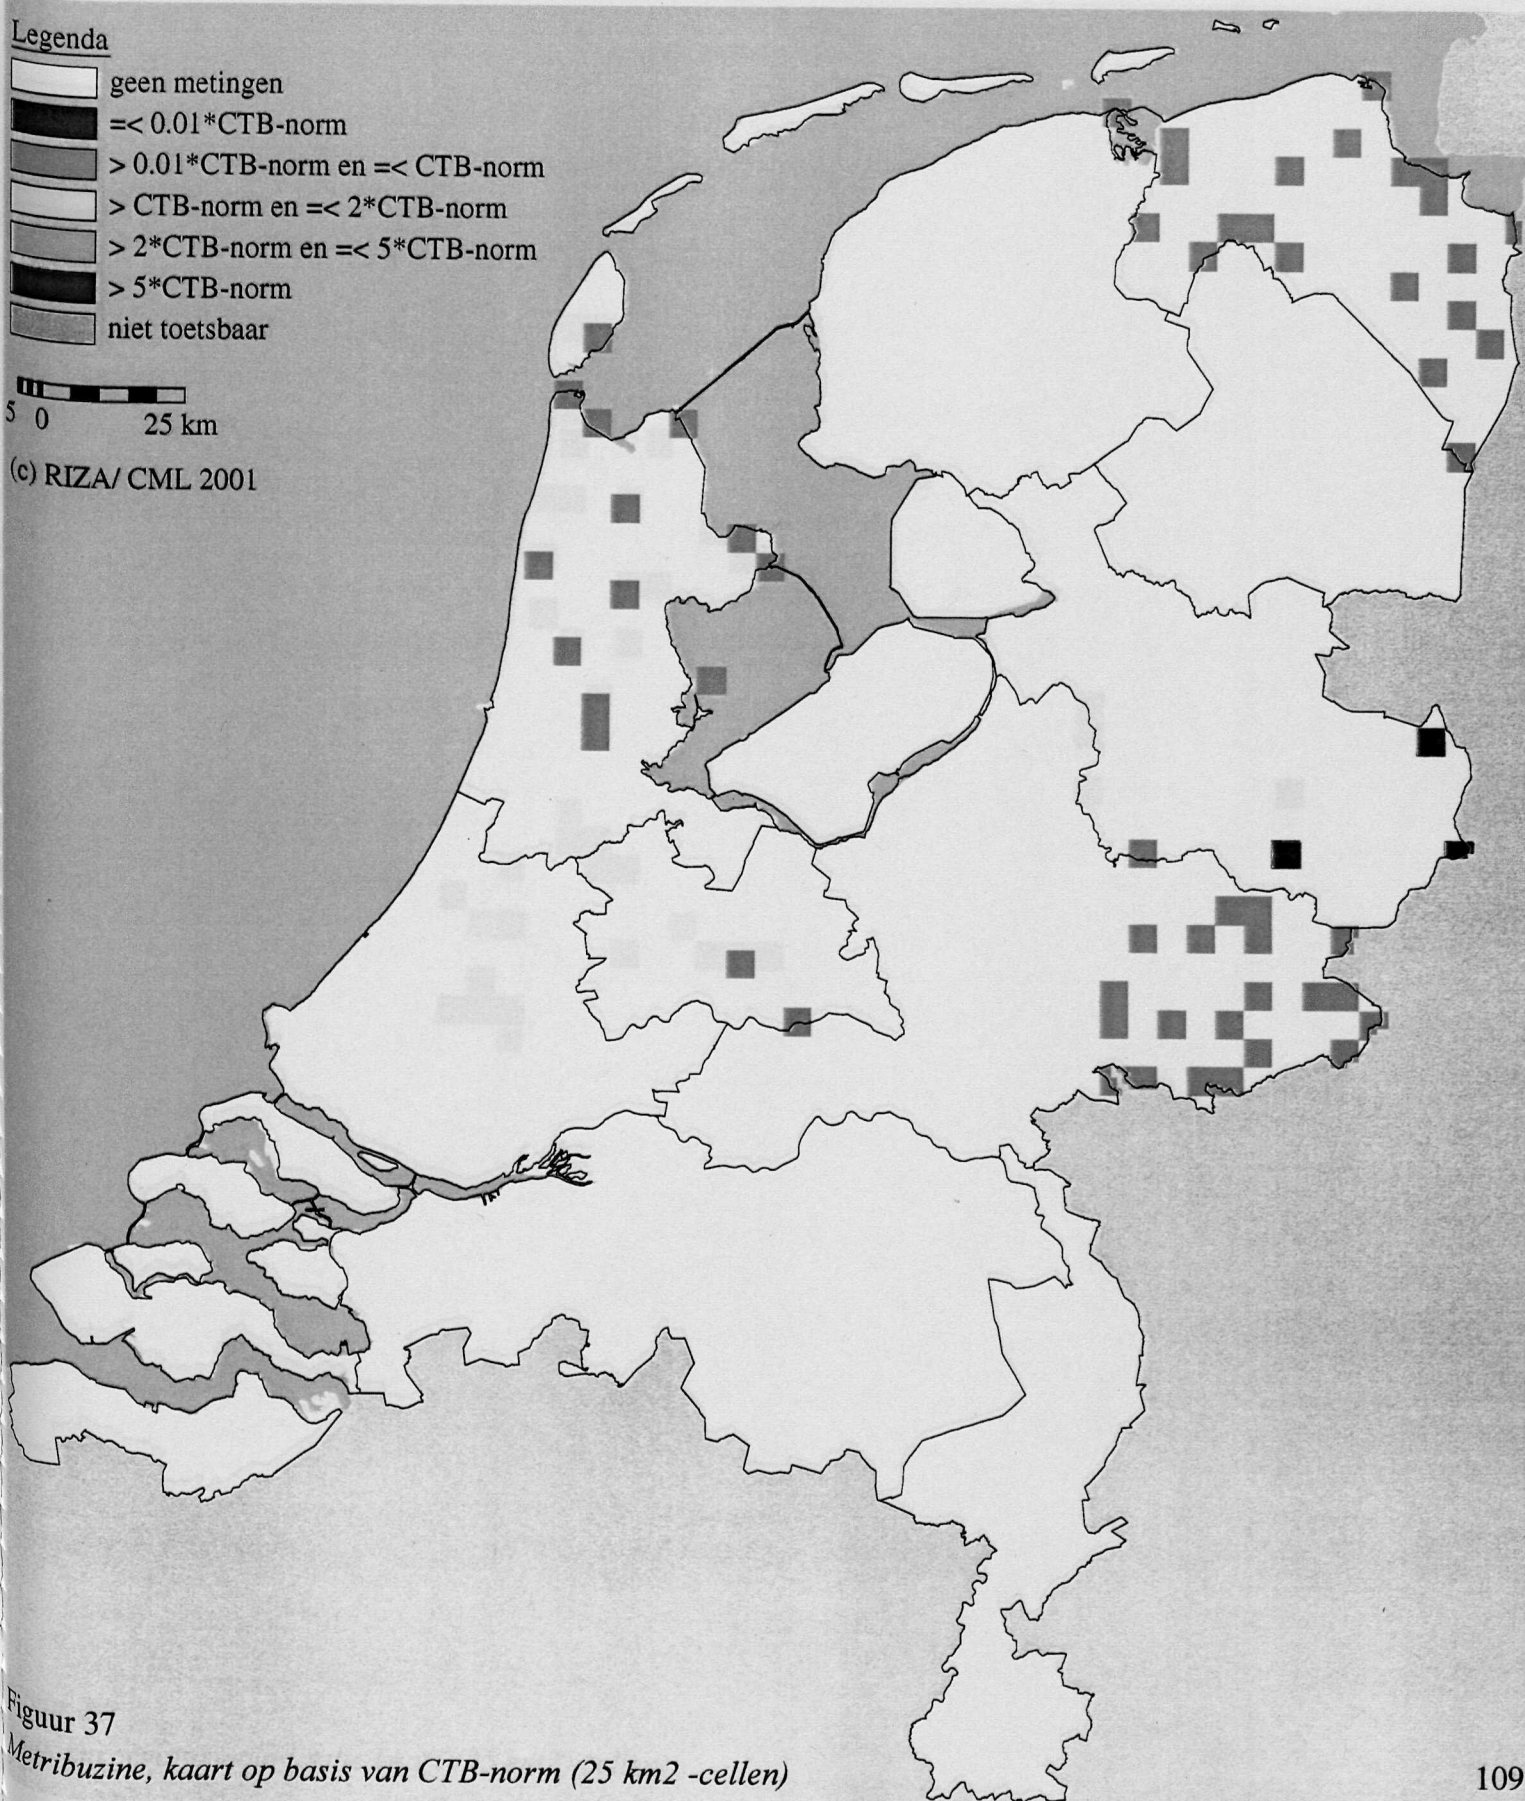 Legenda
geen metingen
=< 0.01*CTB-norm
> 0.01*CTB-norm en =< CTB-norm
> CTB-norm en =< 2*CTB-norm
> 2*CTB-norm en =< 5*CTB-norm
> 5*CTB-norm
niet toetsbaar
5 0 25 km
(c) RIZA/ CML 2001
Figuur 37
Metribuzine, kaart op basis van CTB-norm (25 km2 -cellen)
109